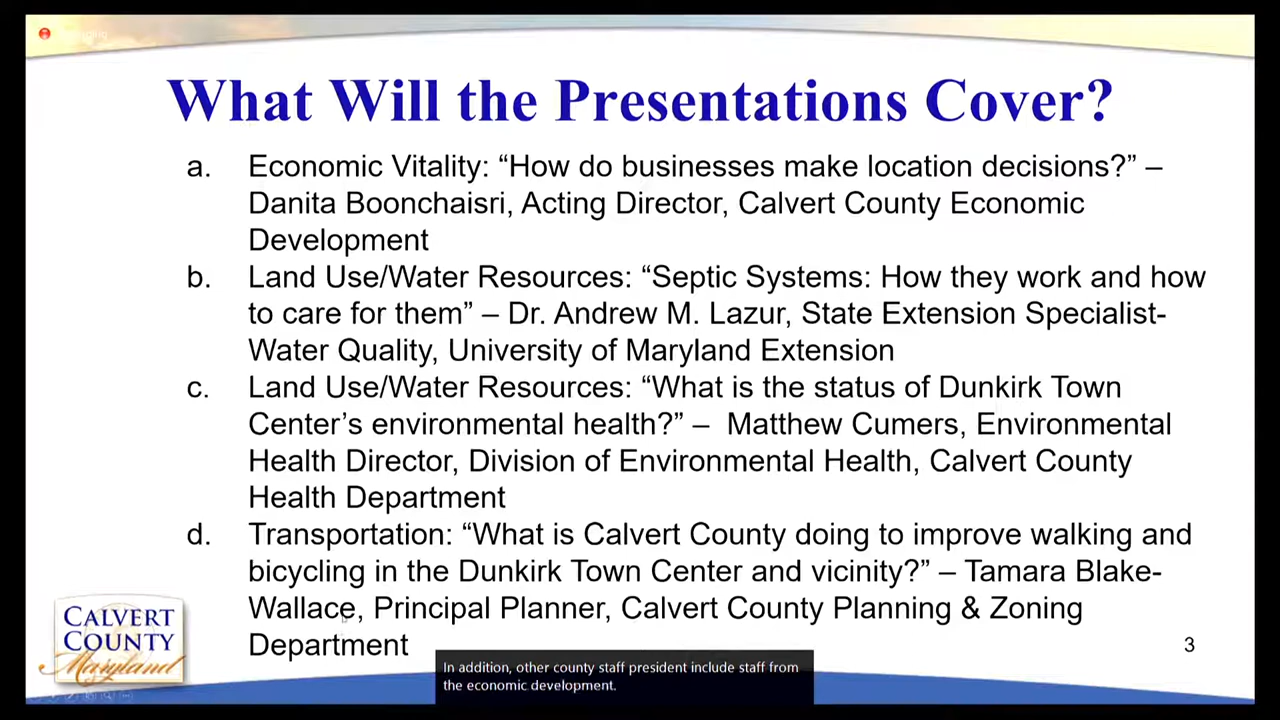 What Will the Presentations Cover?
a. Economic Vitality: “How do businesses make location decisions?” –
Danita Boonchaisri, Acting Director, Calvert County Economic
Development
b. Land Use/Water Resources: “Septic Systems: How they work and how
to care for them” – Dr. Andrew M. Lazur, State Extension Specialist-
Water Quality, University of Maryland Extension
c. Land Use/Water Resources: “What is the status of Dunkirk Town
Center’s environmental health?” – Matthew Cumers, Environmental
Health Director, Division of Environmental Health, Calvert County
Health Department
d. Transportation: “What is Calvert County doing to improve walking and
bicycling in the Dunkirk Town Center and vicinity?” – Tamara Blake-
Wallace, Principal Planner, Calvert County Planning & Zoning
Department
CALVERT
COUNTY
Maryland
3
In addition, other county staff president include staff from
the economic development.